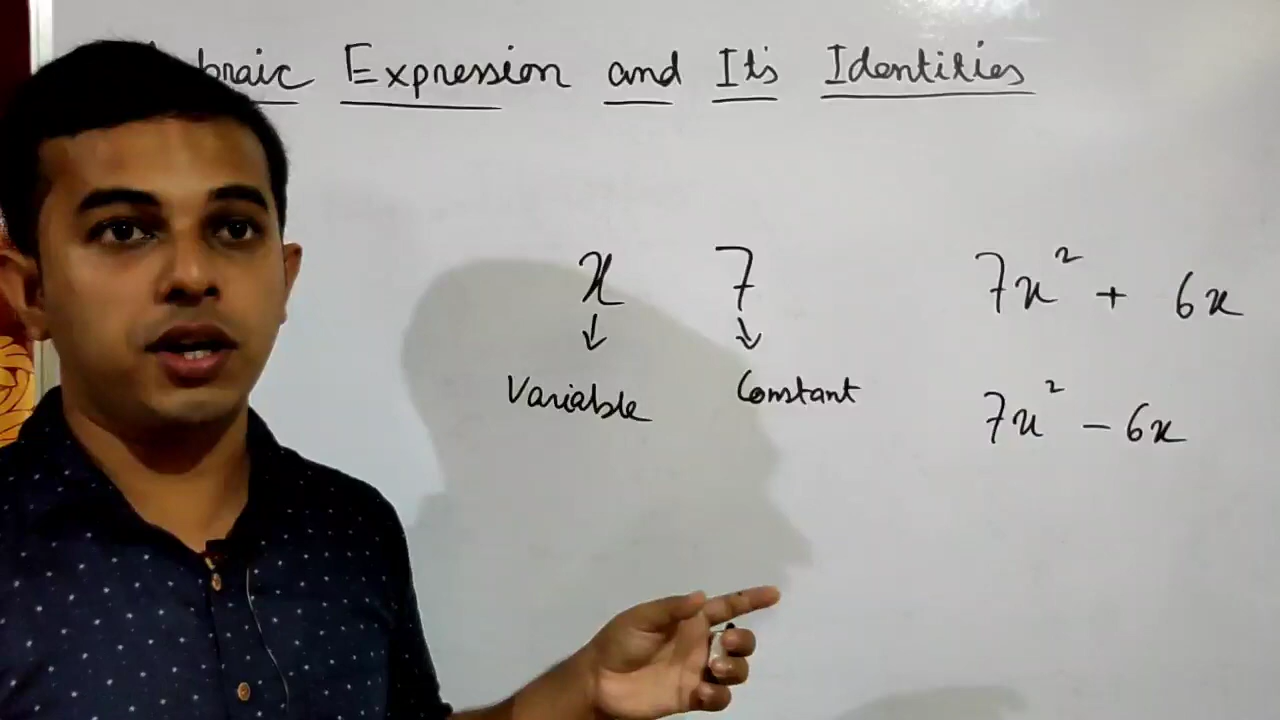 braic Expression and Its Identities
x 7
↓ ↓
Variable Constant
7x² + 6x
7x² - 6x